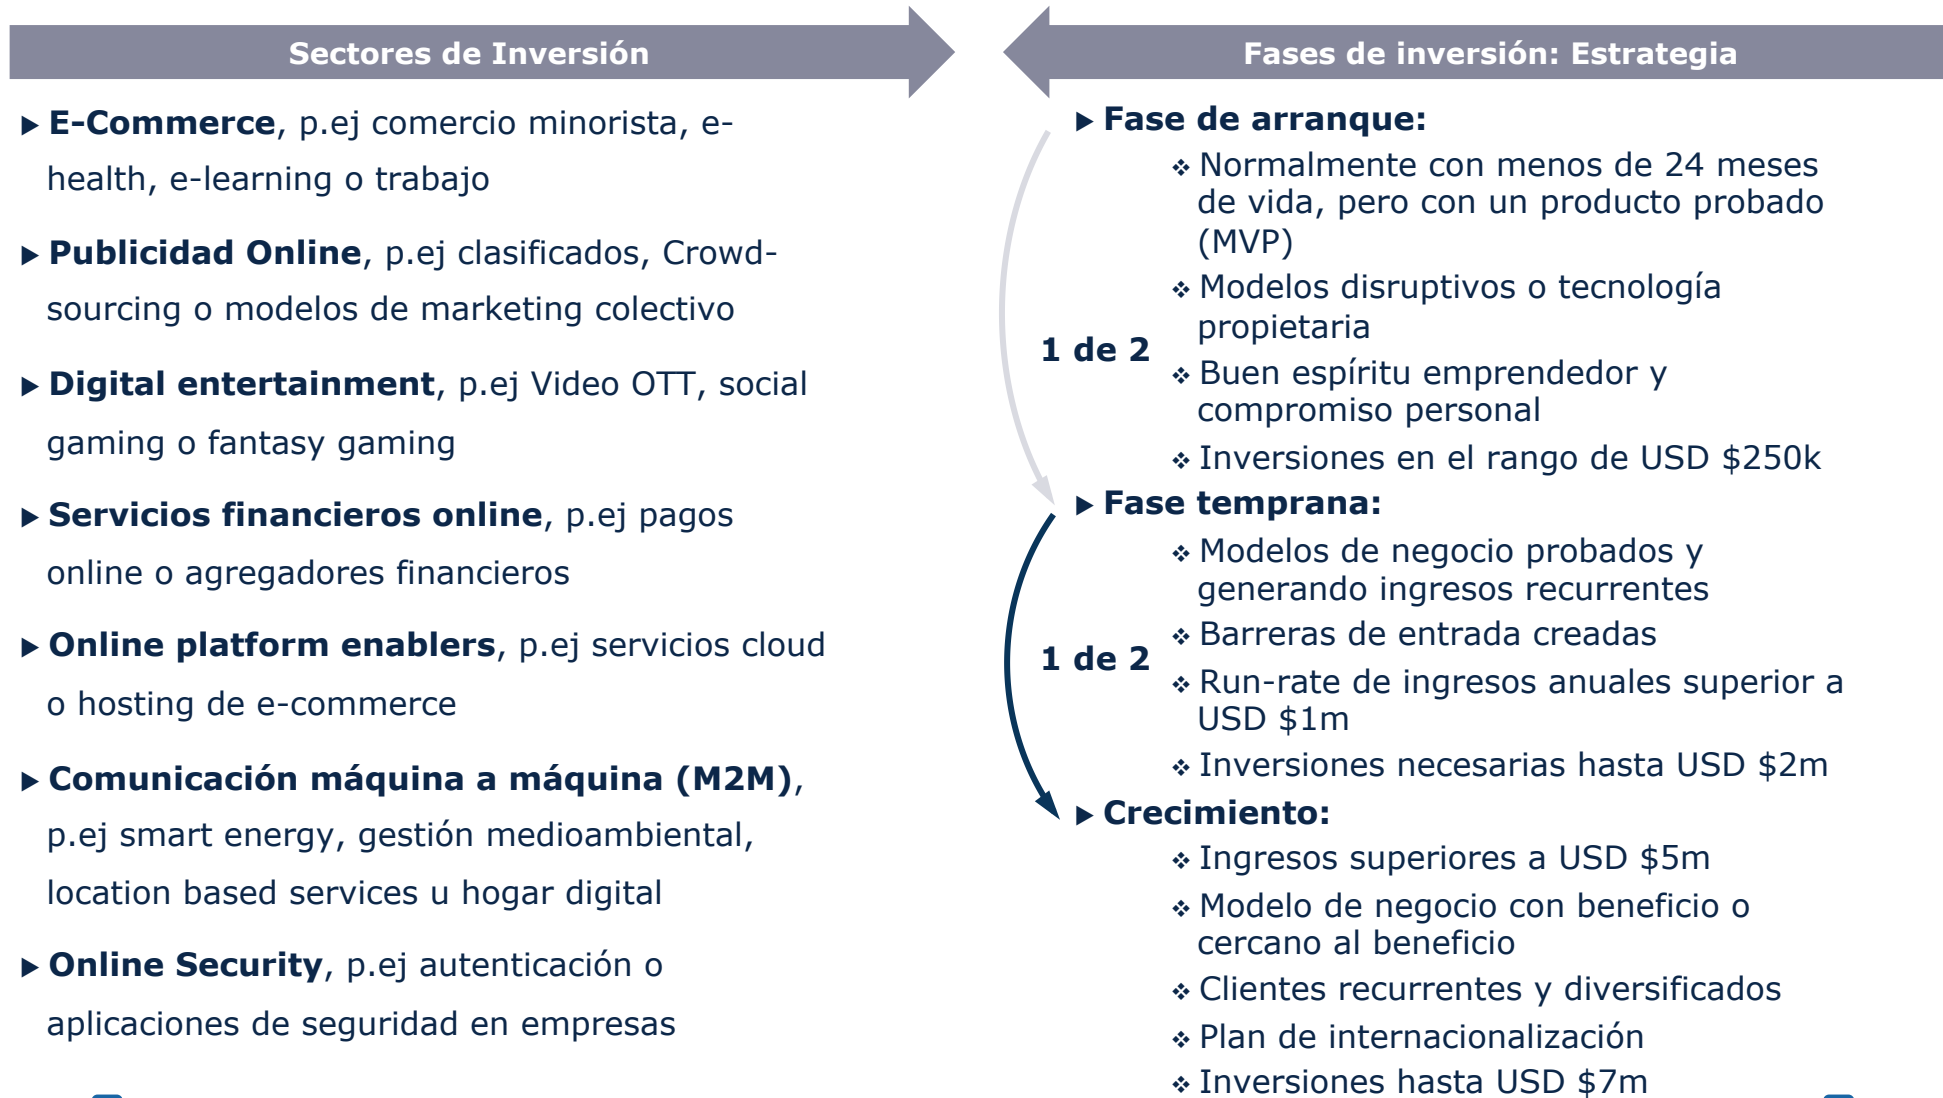 Sectores de Inversión
▶ E-Commerce, p.ej comercio minorista, e-
health, e-learning o trabajo
▶ Publicidad Online, p.ej clasificados, Crowd-
sourcing o modelos de marketing colectivo
▶ Digital entertainment, p.ej Video OTT, social
gaming o fantasy gaming
▶ Servicios financieros online, p.ej pagos
online o agregadores financieros
▶ Online platform enablers, p.ej servicios cloud
o hosting de e-commerce
▶ Comunicación máquina a máquina (M2M),
p.ej smart energy, gestión medioambiental,
location based services u hogar digital
▶ Online Security, p.ej autenticación o
aplicaciones de seguridad en empresas
Fases de inversión: Estrategia
▶ Fase de arranque:
❖ Normalmente con menos de 24 meses
de vida, pero con un producto probado
(MVP)
❖ Modelos disruptivos o tecnología
propietaria
1 de 2
❖ Buen espíritu emprendedor y
compromiso personal
❖ Inversiones en el rango de USD $250k
▶ Fase temprana:
❖ Modelos de negocio probados y
generando ingresos recurrentes
❖ Barreras de entrada creadas
1 de 2
❖ Run-rate de ingresos anuales superior a
USD $1m
❖ Inversiones necesarias hasta USD $2m
▶ Crecimiento:
❖ Ingresos superiores a USD $5m
❖ Modelo de negocio con beneficio o
cercano al beneficio
❖ Clientes recurrentes y diversificados
❖ Plan de internacionalización
❖ Inversiones hasta USD $7m